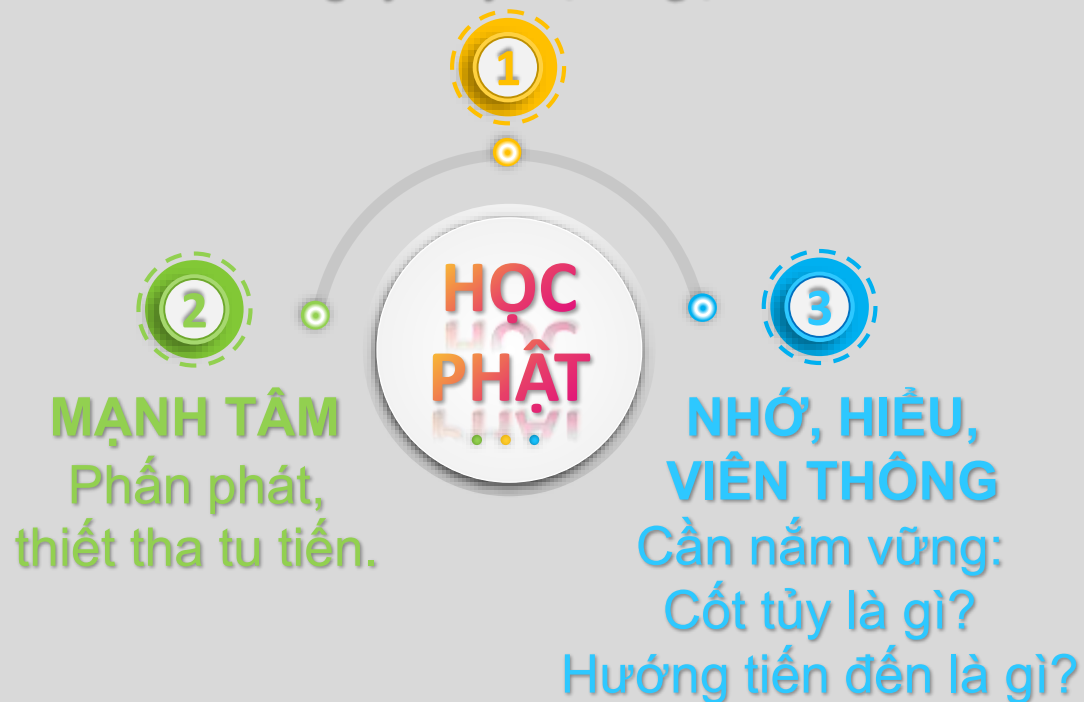 1
2
3
HỌC
PHẬT
MẠNH TÂM
Phấn phát,
thiết tha tu tiến.
NHỚ, HIỂU,
VIÊN THÔNG
Cần nắm vững:
Cốt tủy là gì?
Hướng tiến đến là gì?